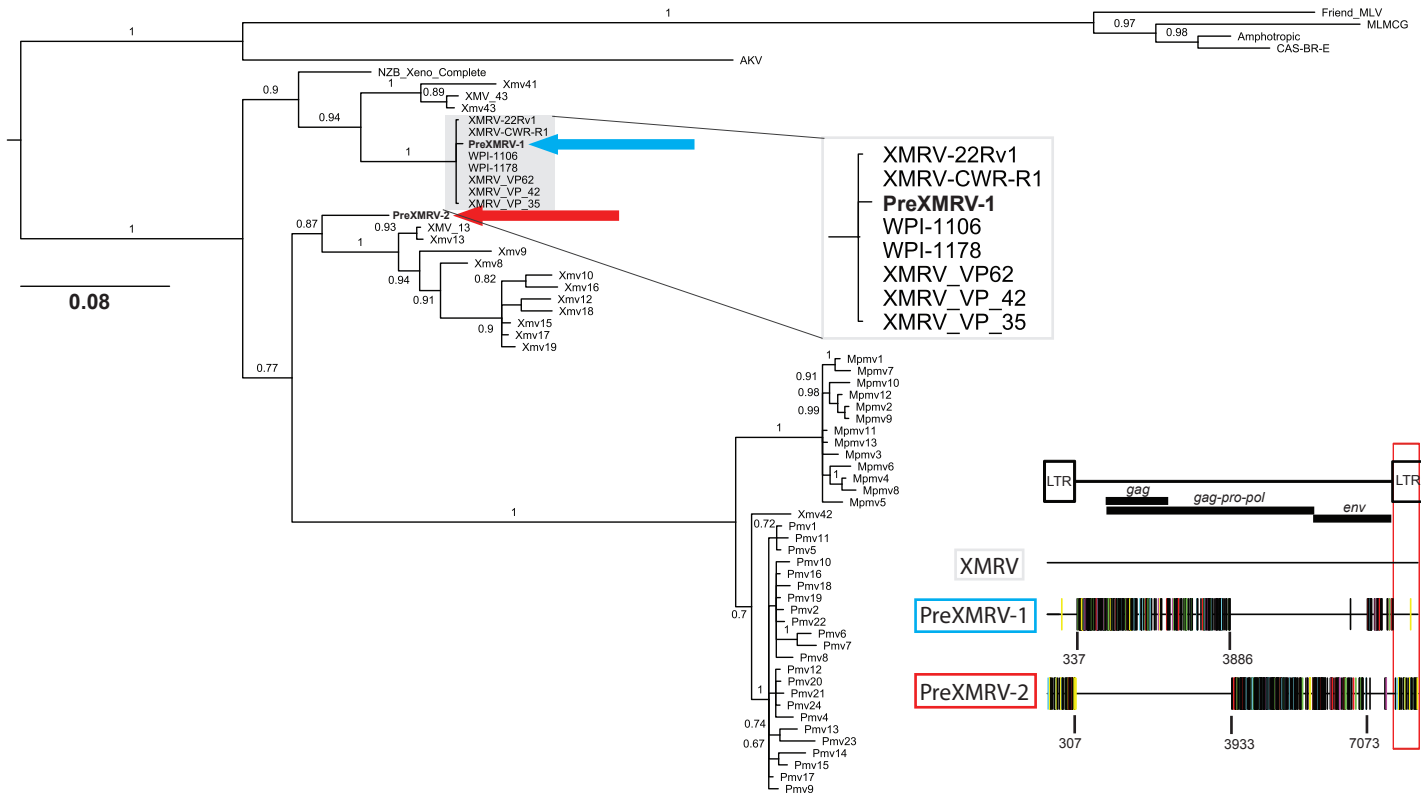 1
Friend_MLV
0.97
MLMCG
0.98
Amphotropic
CAS-BR-E
1
AKV
NZB_Xeno_Complete
0.9
1
Xmv41
0.89
XMV_43
Xmv43
0.94
XMRV-22Rv1
XMRV-CWR-R1
PreXMRV-1
1
WPI-1106
WPI-1178
XMRV_VP62
XMRV_VP_42
XMRV_VP_35
PreXMRV-2
0.87
0.93
XMV_13
Xmv13
1
1
Xmv9
Xmv8
0.94
0.82
Xmv10
Xmv16
0.91
Xmv12
Xmv18
0.9
Xmv15
Xmv17
Xmv19
0.08
0.77
XMRV-22Rv1
XMRV-CWR-R1
PreXMRV-1
WPI-1106
WPI-1178
XMRV_VP62
XMRV_VP_42
XMRV_VP_35
1
Mpmv1
Mpmv7
0.91
Mpmv10
0.98
Mpmv12
0.99
Mpmv2
Mpmv9
1
Mpmv11
Mpmv13
Mpmv3
Mpmv6
1
Mpmv4
Mpmv8
Mpmv5
1
Xmv42
0.72
Pmv1
Pmv11
Pmv5
Pmv10
Pmv16
Pmv18
Pmv19
0.7
Pmv2
Pmv22
1
Pmv6
Pmv7
Pmv8
Pmv12
Pmv20
1
Pmv21
Pmv24
Pmv4
0.74
Pmv13
0.67
Pmv23
Pmv14
Pmv15
Pmv17
Pmv9
LTR
LTR
gag
gag-pro-pol
env
XMRV
PreXMRV-1
337
3886
PreXMRV-2
307
3933
7073